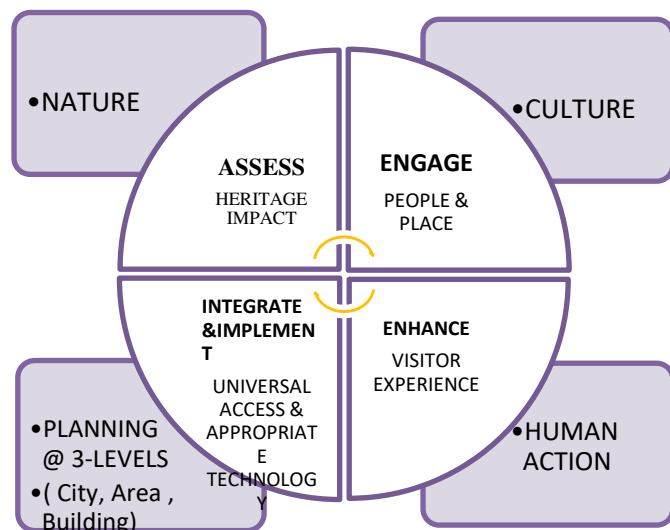 •NATURE
•CULTURE
ASSESS
HERITAGE
IMPACT
ENGAGE
PEOPLE &
PLACE
INTEGRATE
&IMPLEMEN
T
UNIVERSAL
ACCESS &
APPROPRIAT
E
TECHNOLOG
Y
ENHANCE
VISITOR
EXPERIENCE
•PLANNING
@ 3-LEVELS
•( City, Area ,
Building)
•HUMAN
ACTION